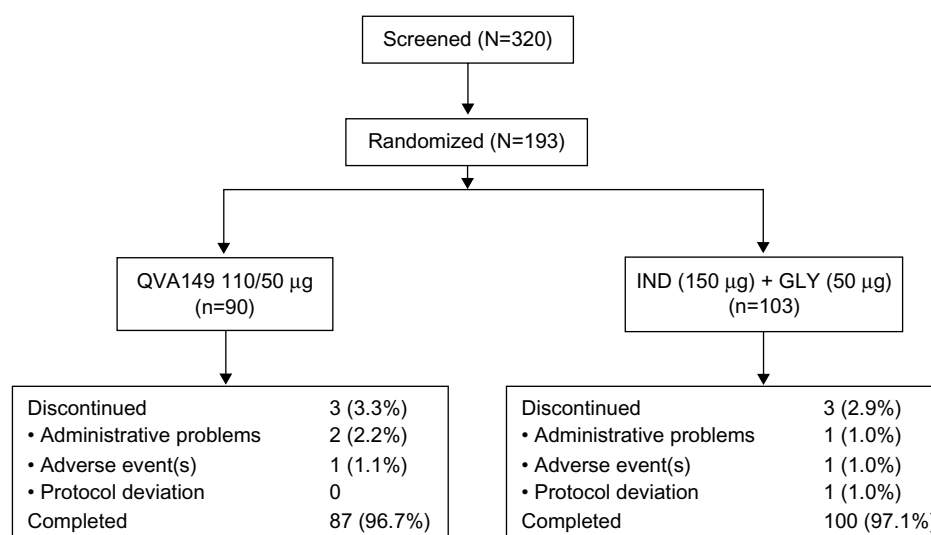 Screened (N=320)
Randomized (N=193)
QVA149 110/50 µg
(n=90)
IND (150 µg) + GLY (50 µg)
(n=103)
Discontinued 3 (3.3%)
• Administrative problems 2 (2.2%)
• Adverse event(s) 1 (1.1%)
• Protocol deviation 0
Completed 87 (96.7%)
Discontinued 3 (2.9%)
• Administrative problems 1 (1.0%)
• Adverse event(s) 1 (1.0%)
• Protocol deviation 1 (1.0%)
Completed 100 (97.1%)